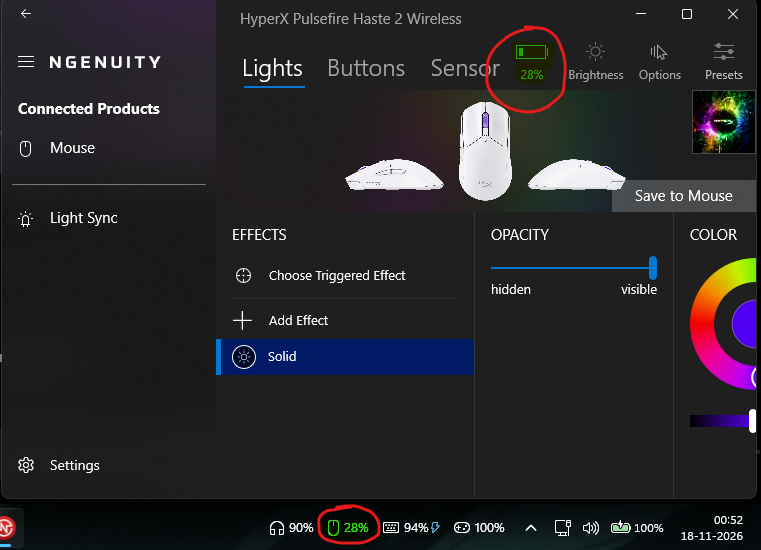 HyperX Pulsefire Haste 2 Wireless
NGENUITY
Lights Buttons Sensor 28% Brightness Options Presets
Connected Products
Mouse
Save to Mouse
Light Sync
EFFECTS OPACITY COLOR
Choose Triggered Effect
hidden visible
Add Effect
Solid
Settings
90% 28% 94% 100% 100% 00:52
18-11-2026